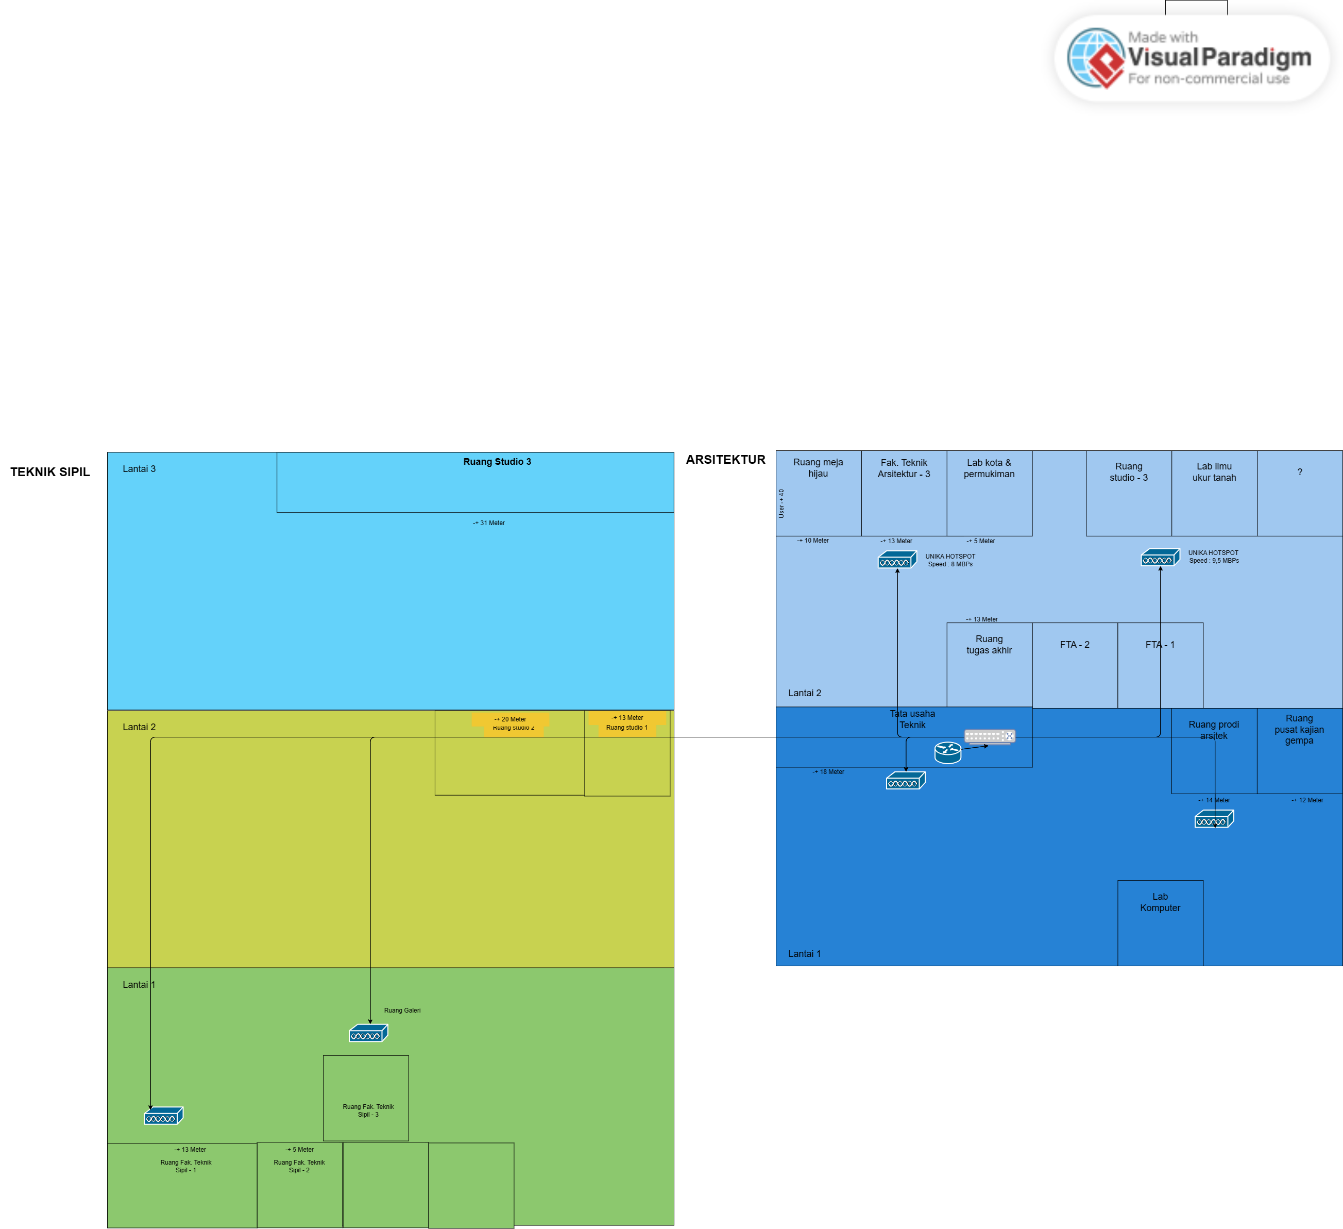 Made with
Visual Paradigm
For non-commercial use
TEKNIK SIPIL
Lantai 3
Ruang Studio 3
-+ 31 Meter
Lantai 2
-+ 20 Meter
Ruang studio 2
-+ 13 Meter
Ruang studio 1
Lantai 1
Ruang Galeri
Ruang Fak. Teknik
Sipil - 3
-+ 13 Meter
Ruang Fak. Teknik
Sipil - 1
-+ 5 Meter
Ruang Fak. Teknik
Sipil - 2
ARSITEKTUR
Ruang meja
hijau
User -+ 40
-+ 10 Meter
Fak. Teknik
Arsitektur - 3
-+ 13 Meter
Lab kota &
permukiman
-+ 5 Meter
Ruang
studio - 3
Lab Ilmu
ukur tanah
?
UNIKA HOTSPOT
Speed : 8 MBPs
UNIKA HOTSPOT
Speed : 9,5 MBPs
-+ 13 Meter
Ruang
tugas akhir
FTA - 2
FTA - 1
Lantai 2
Tata usaha
Teknik
-+ 18 Meter
Ruang prodi
arsitek
-+ 14 Meter
Ruang
pusat kajian
gempa
-+ 12 Meter
Lab
Komputer
Lantai 1